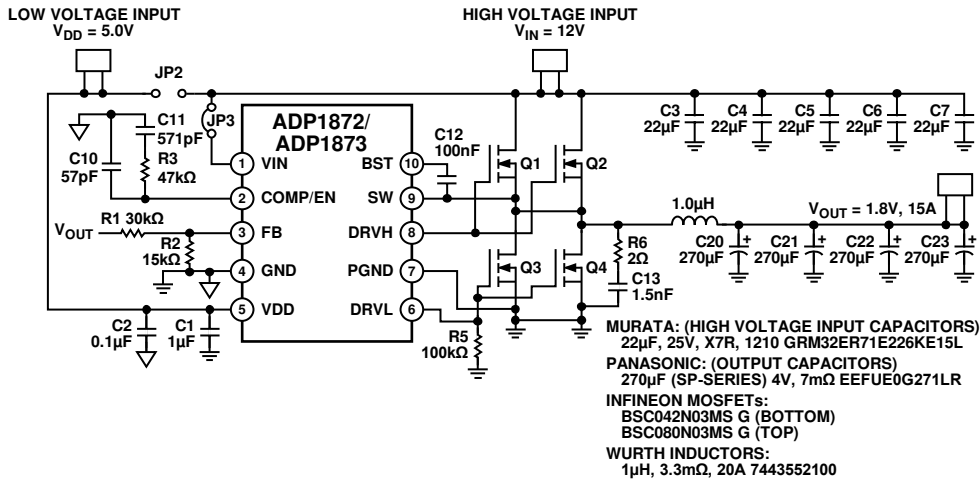 LOW VOLTAGE INPUT
VDD = 5.0V
HIGH VOLTAGE INPUT
VIN = 12V
JP2
JP3
C11
571pF
C10
57pF
R3
47kΩ
R1 30kΩ
VOUT
R2
15kΩ
C2
0.1µF
C1
1µF
ADP1872/
ADP1873
1 VIN
2 COMP/EN
3 FB
4 GND
5 VDD
BST 10
SW 9
DRVH 8
PGND 7
DRVL 6
C12
100nF
Q1
Q2
Q3
Q4
R5
100kΩ
C3
22µF
C4
22µF
C5
22µF
C6
22µF
C7
22µF
1.0µH
VOUT = 1.8V, 15A
R6
2Ω
C13
1.5nF
C20
270µF
+
C21
270µF
+
C22
270µF
+
C23
270µF
+
MURATA: (HIGH VOLTAGE INPUT CAPACITORS)
22µF, 25V, X7R, 1210 GRM32ER71E226KE15L
PANASONIC: (OUTPUT CAPACITORS)
270µF (SP-SERIES) 4V, 7mΩ EEFUE0G271LR
INFINEON MOSFETs:
BSC042N03MS G (BOTTOM)
BSC080N03MS G (TOP)
WURTH INDUCTORS:
1µH, 3.3mΩ, 20A 7443552100